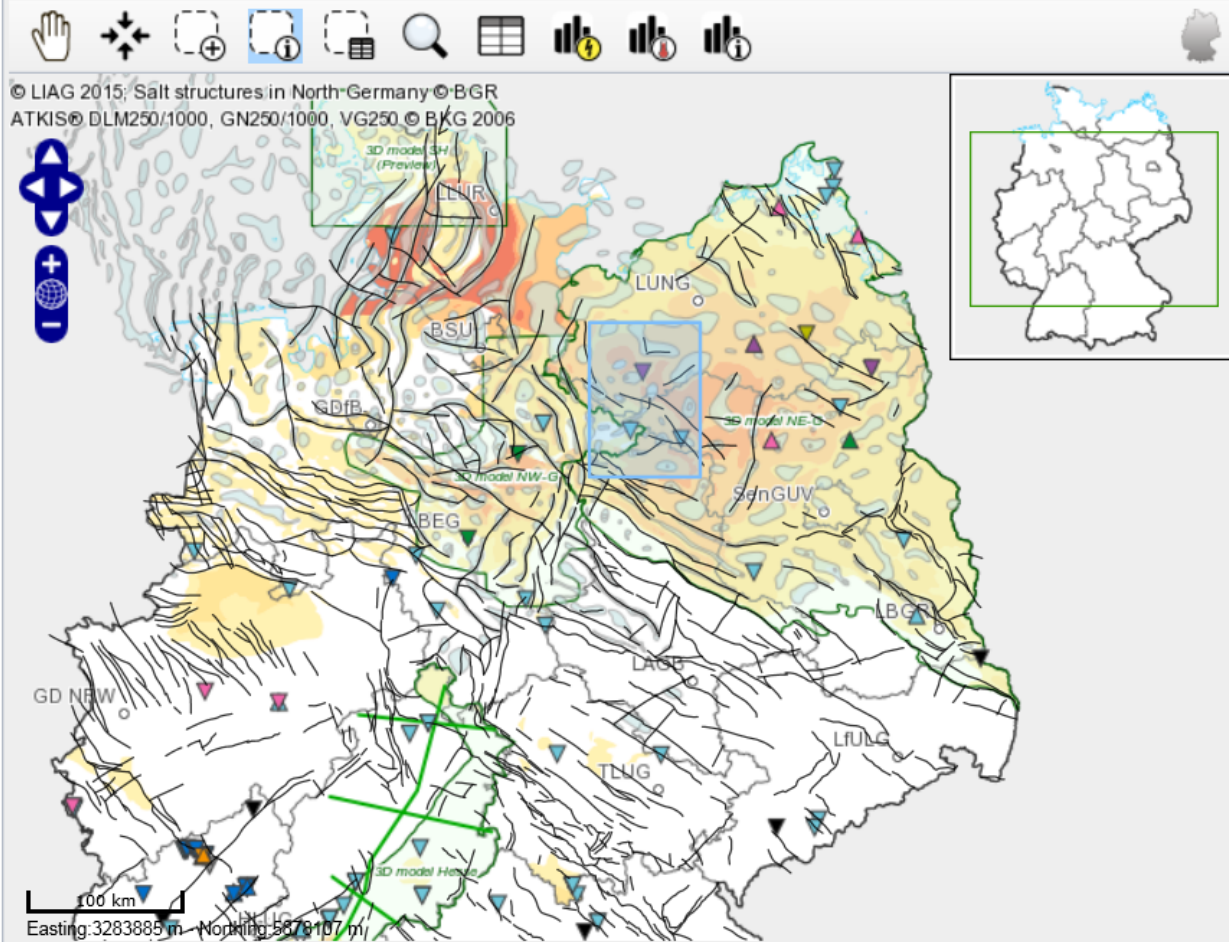 © LIAG 2015; Salt structures in North Germany © BGR
ATKIS® DLM250/1000, GN250/1000, VG250 © BKG 2006
3D model SH
(Preview)
LLUR
LUNG
BSU
GDfB
3D model NE-G
3D model NW-G
SenGUV
LBEG
LBGR
LAGB
GD NRW
LfULG
TLUG
3D model Hesse
100 km
HLUG
Easting:3283885 m - Northing:5878107 m